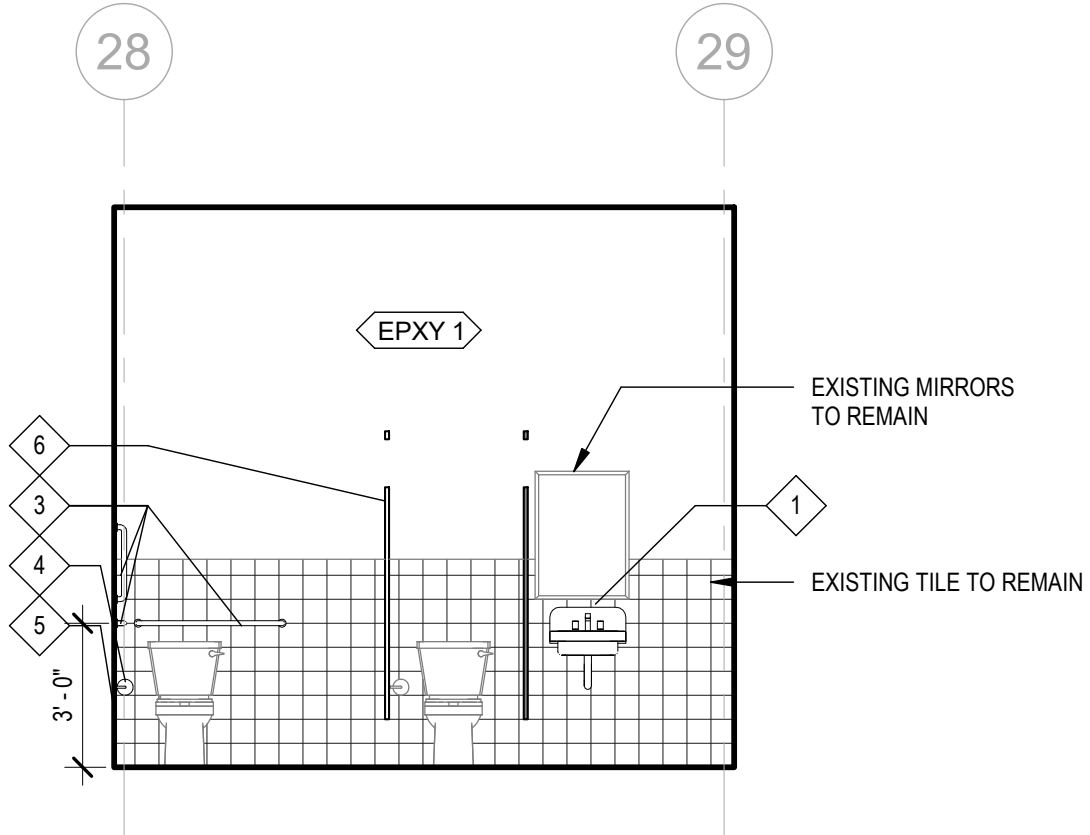 28
29
EPXY 1
EXISTING MIRRORS
TO REMAIN
6
3
1
4
EXISTING TILE TO REMAIN
5
3' - 0"